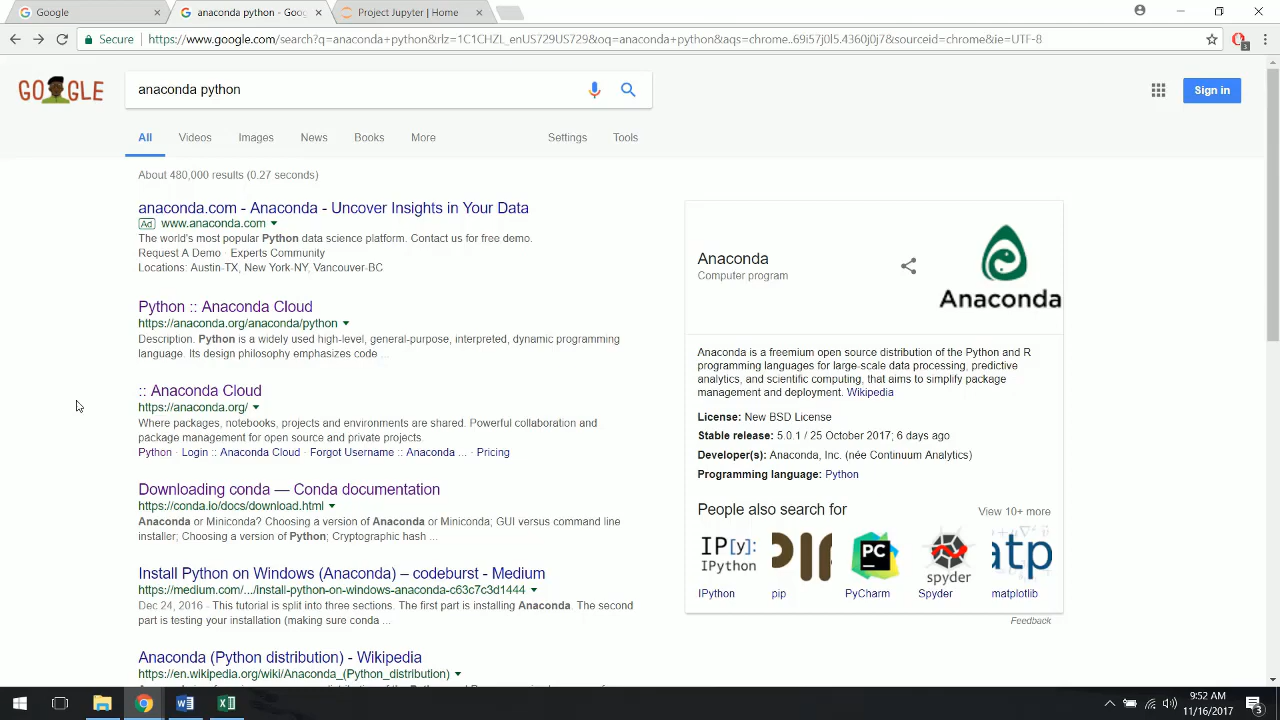 Google
anaconda python - Goog
Project Jupyter | Home
Secure
https://www.google.com/search?q=anaconda+python&rlz=1C1CHZL_enUS729US729&oq=anaconda+python&aqs=chrome..69i57j0l5.4360j0j7&sourceid=chrome&ie=UTF-8
GOOGLE
anaconda python
Sign in
All
Videos
Images
News
Books
More
Settings
Tools
About 480,000 results (0.27 seconds)
anaconda.com - Anaconda - Uncover Insights in Your Data
Ad www.anaconda.com
The world's most popular Python data science platform. Contact us for free demo.
Request A Demo · Experts Community
Locations: Austin-TX, New York-NY, Vancouver-BC
Python :: Anaconda Cloud
https://anaconda.org/anaconda/python
Description. Python is a widely used high-level, general-purpose, interpreted, dynamic programming
language. Its design philosophy emphasizes code ...
:: Anaconda Cloud
https://anaconda.org/
Where packages, notebooks, projects and environments are shared. Powerful collaboration and
package management for open source and private projects.
Python · Login :: Anaconda Cloud · Forgot Username :: Anaconda ... · Pricing
Downloading conda — Conda documentation
https://conda.io/docs/download.html
Anaconda or Miniconda? Choosing a version of Anaconda or Miniconda; GUI versus command line
installer; Choosing a version of Python; Cryptographic hash ...
Install Python on Windows (Anaconda) – codeburst - Medium
https://medium.com/.../install-python-on-windows-anaconda-c63c7c3d1444
Dec 24, 2016 - This tutorial is split into three sections. The first part is installing Anaconda. The second
part is testing your installation (making sure conda ...
Anaconda (Python distribution) - Wikipedia
https://en.wikipedia.org/wiki/Anaconda_(Python_distribution)
Anaconda
Computer program
Anaconda
Anaconda is a freemium open source distribution of the Python and R
programming languages for large-scale data processing, predictive
analytics, and scientific computing, that aims to simplify package
management and deployment. Wikipedia
License: New BSD License
Stable release: 5.0.1 / 25 October 2017; 6 days ago
Developer(s): Anaconda, Inc. (née Continuum Analytics)
Programming language: Python
People also search for
View 10+ more
IP[y]:
IPython
PC
spyder
atp
IPython
pip
PyCharm
Spyder
matplotlib
Feedback
9:52 AM
11/16/2017
3